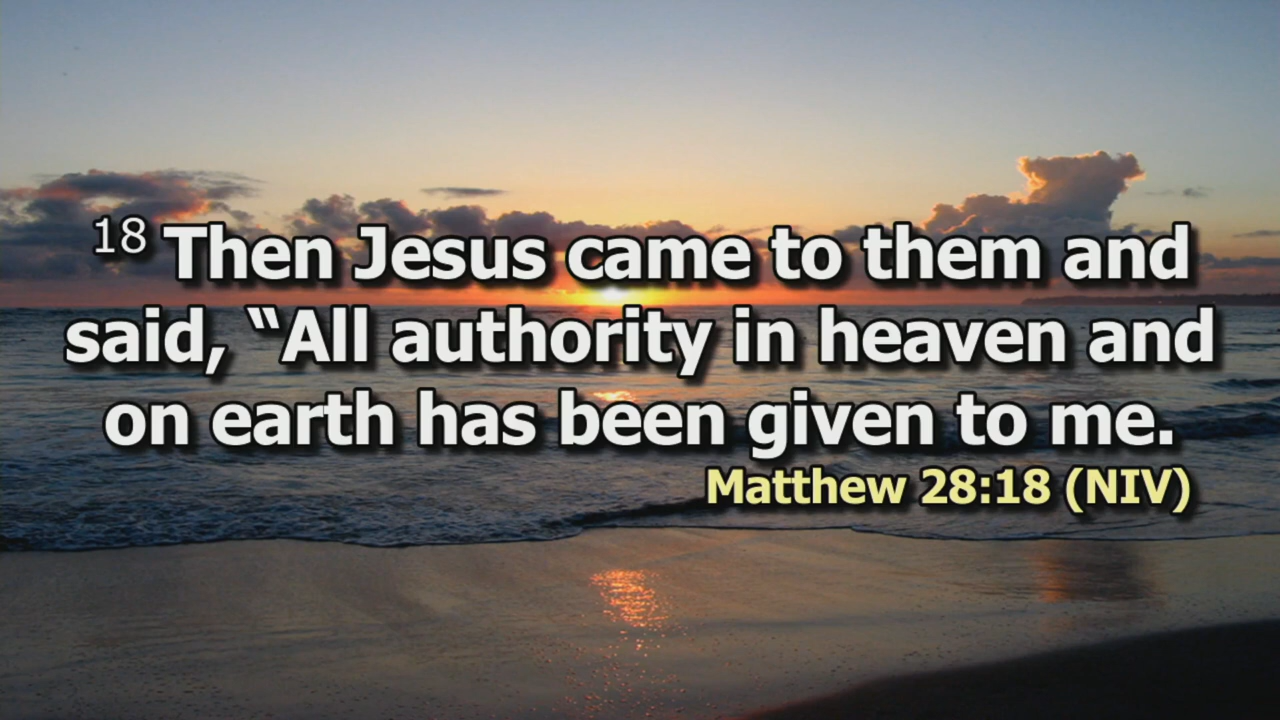 18 Then Jesus came to them and
said, “All authority in heaven and
on earth has been given to me.
Matthew 28:18 (NIV)